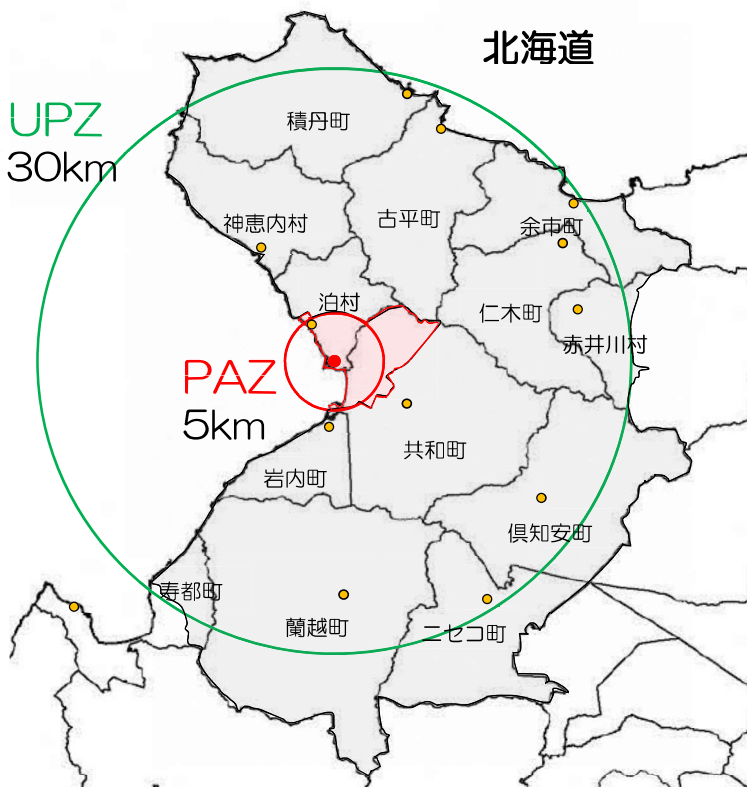 北海道
UPZ
30km
積丹町
神恵内村
古平町
余市町
泊村
仁木町
赤井川村
PAZ
5km
共和町
岩内町
倶知安町
寿都町
蘭越町
ニセコ町